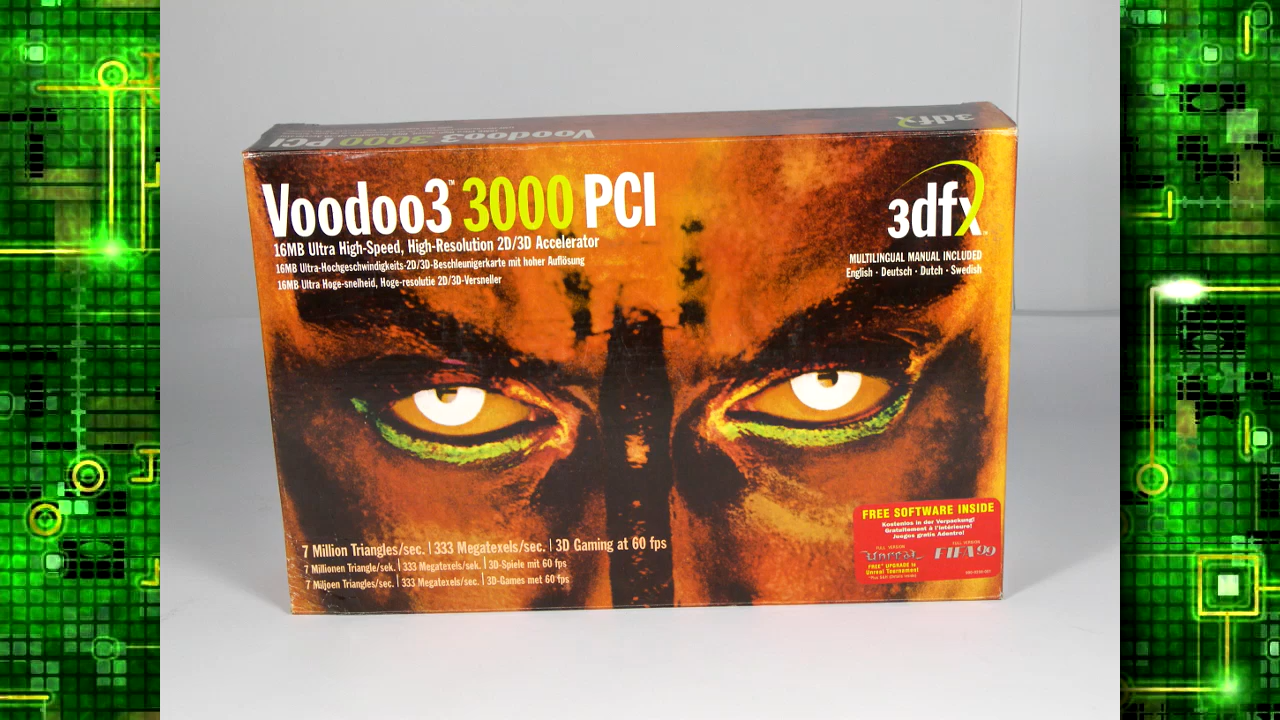 Voodoo3 3000 PCI
3dfx
Voodoo3™ 3000 PCI
16MB Ultra High-Speed, High-Resolution 2D/3D Accelerator
16MB Ultra-Hochgeschwindigkeits-2D/3D-Beschleunigerkarte mit hoher Auflösung
16MB Ultra Hoge-snelheid, Hoge-resolutie 2D/3D-Versneller
3dfx™
MULTILINGUAL MANUAL INCLUDED
English · Deutsch · Dutch · Swedish
7 Million Triangles/sec. | 333 Megatexels/sec. | 3D Gaming at 60 fps
7 Millionen Triangle/sek. | 333 Megatexels/sek. | 3D-Spiele mit 60 fps
7 Miljoen Triangles/sec. | 333 Megatexels/sec. | 3D-Games met 60 fps
FREE SOFTWARE INSIDE
Kostenlos in der Verpackung!
Gratuitement à l'intérieure!
Juegos gratis Adentro!
FULL VERSION
Unreal
FULL VERSION
FIFA 99
FREE* UPGRADE to
Unreal Tournament!